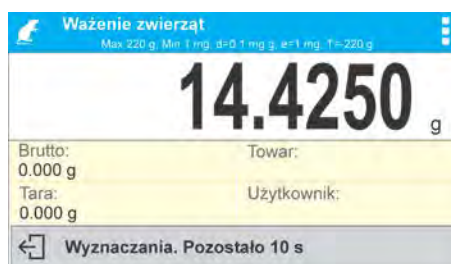 Ważenie zwierząt
Max 220 g, Min 1 mg, d=0.1 mg g, e=1 mg, T=-220 g
14.4250 g
Brutto: Towar:
0.000 g
Tara: Użytkownik:
0.000 g
Wyznaczania. Pozostało 10 s